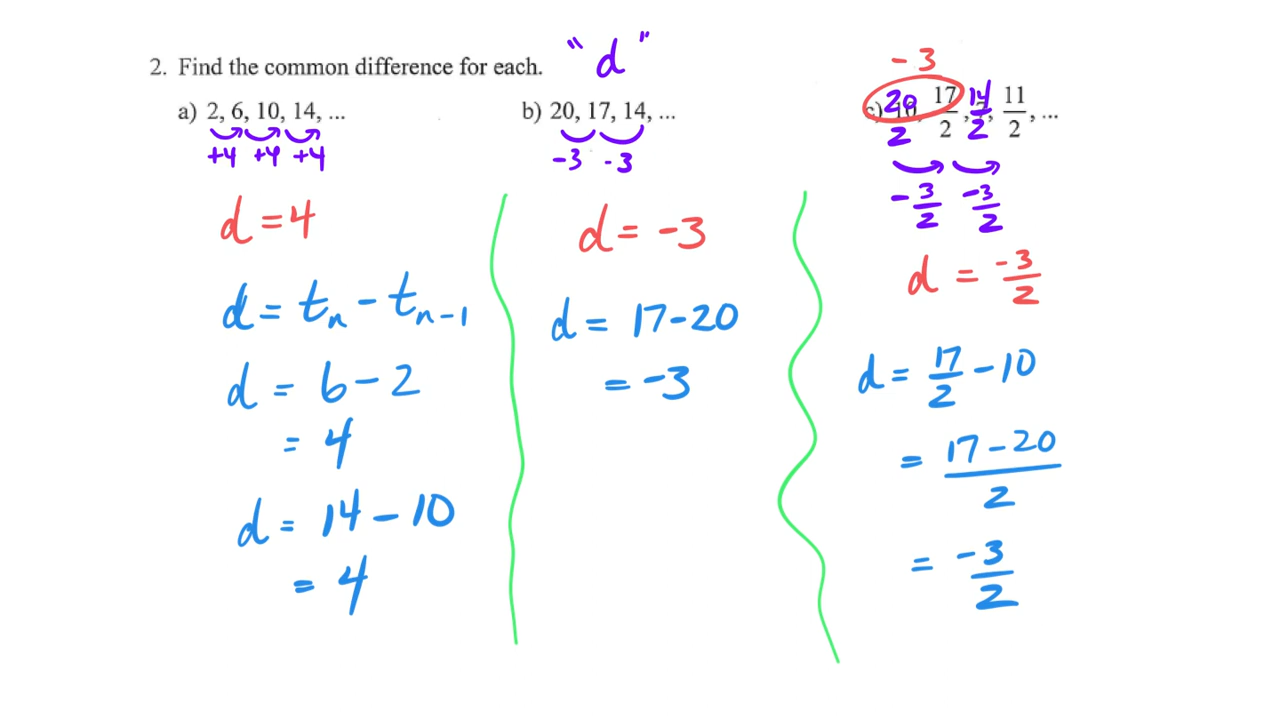 2. Find the common difference for each. "d"
a) 2, 6, 10, 14, ...
+4 +4 +4
d = 4
d = tₙ - tₙ₋₁
d = 6 - 2
= 4
d = 14 - 10
= 4
b) 20, 17, 14, ...
-3 -3
d = -3
d = 17 - 20
= -3
-3
c) 10, 17/2, 7, 11/2, ...
20/2 14/2
-3/2 -3/2
d = -3/2
d = 17/2 - 10
= (17 - 20)/2
= -3/2